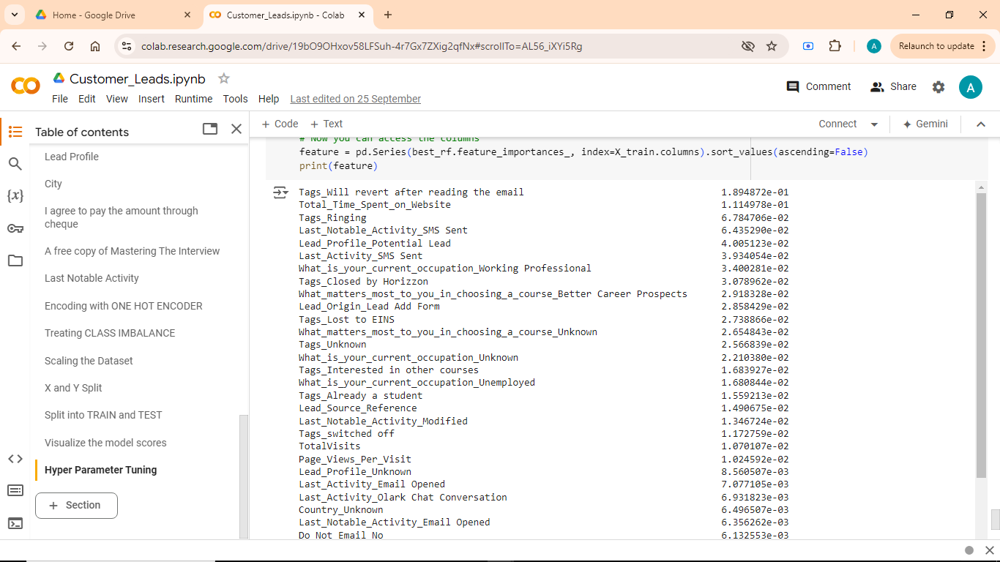 Home - Google Drive
Customer_Leads.ipynb - Colab
colab.research.google.com/drive/19bO9OHxov58LFSuh-4r7Gx7ZXig2qfNx#scrollTo=AL56_iXYi5Rg
A
Relaunch to update
Customer_Leads.ipynb
Comment
Share
A
File Edit View Insert Runtime Tools Help Last edited on 25 September
+ Code + Text
Connect
Gemini
Table of contents
Lead Profile
City
I agree to pay the amount through
cheque
A free copy of Mastering The Interview
Last Notable Activity
Encoding with ONE HOT ENCODER
Treating CLASS IMBALANCE
Scaling the Dataset
X and Y Split
Split into TRAIN and TEST
Visualize the model scores
Hyper Parameter Tuning
+ Section
# Now you can access the columns
feature = pd.Series(best_rf.feature_importances_, index=X_train.columns).sort_values(ascending=False)
print(feature)
Tags_Will revert after reading the email 1.894872e-01
Total_Time_Spent_on_Website 1.114978e-01
Tags_Ringing 6.784706e-02
Last_Notable_Activity_SMS Sent 6.435290e-02
Lead_Profile_Potential Lead 4.005123e-02
Last_Activity_SMS Sent 3.934054e-02
What_is_your_current_occupation_Working Professional 3.400281e-02
Tags_Closed by Horizzon 3.078962e-02
What_matters_most_to_you_in_choosing_a_course_Better Career Prospects 2.918328e-02
Lead_Origin_Lead Add Form 2.858429e-02
Tags_Lost to EINS 2.738866e-02
What_matters_most_to_you_in_choosing_a_course_Unknown 2.654843e-02
Tags_Unknown 2.566839e-02
What_is_your_current_occupation_Unknown 2.210380e-02
Tags_Interested in other courses 1.683927e-02
What_is_your_current_occupation_Unemployed 1.680844e-02
Tags_Already a student 1.559213e-02
Lead_Source_Reference 1.490675e-02
Last_Notable_Activity_Modified 1.346724e-02
Tags_switched off 1.172759e-02
TotalVisits 1.070107e-02
Page_Views_Per_Visit 1.024592e-02
Lead_Profile_Unknown 8.560507e-03
Last_Activity_Email Opened 7.077105e-03
Last_Activity_Olark Chat Conversation 6.931823e-03
Country_Unknown 6.496507e-03
Last_Notable_Activity_Email Opened 6.356262e-03
Do Not Email No 6.132553e-03